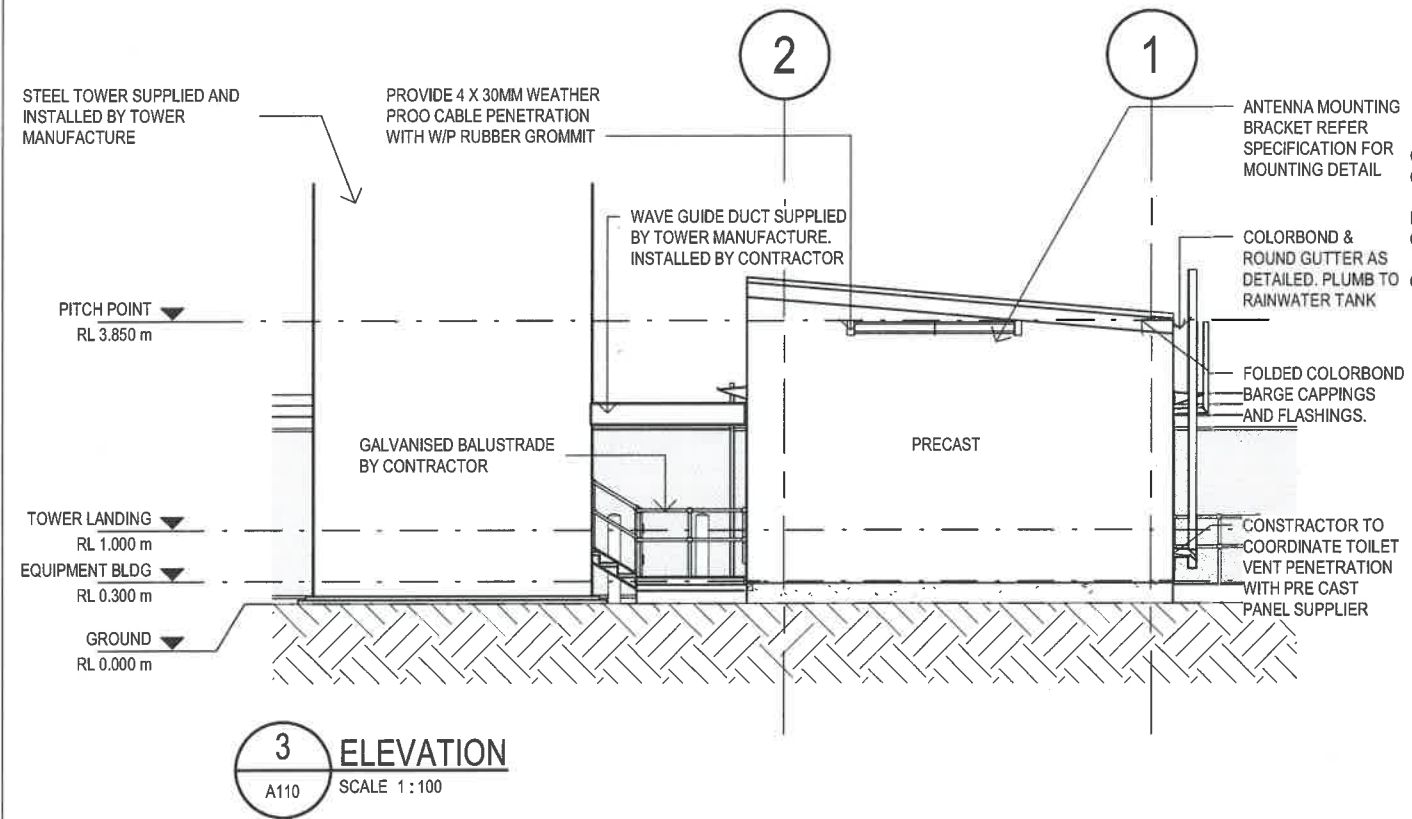 2
1
STEEL TOWER SUPPLIED AND
INSTALLED BY TOWER
MANUFACTURE
PROVIDE 4 X 30MM WEATHER
PROO CABLE PENETRATION
WITH W/P RUBBER GROMMIT
ANTENNA MOUNTING
BRACKET REFER
SPECIFICATION FOR
MOUNTING DETAIL
WAVE GUIDE DUCT SUPPLIED
BY TOWER MANUFACTURE.
INSTALLED BY CONTRACTOR
COLORBOND &
ROUND GUTTER AS
DETAILED. PLUMB TO
RAINWATER TANK
PITCH POINT
RL 3.850 m
FOLDED COLORBOND
BARGE CAPPINGS
AND FLASHINGS.
GALVANISED BALUSTRADE
BY CONTRACTOR
PRECAST
TOWER LANDING
RL 1.000 m
EQUIPMENT BLDG
RL 0.300 m
CONSTRACTOR TO
COORDINATE TOILET
VENT PENETRATION
WITH PRE CAST
PANEL SUPPLIER
GROUND
RL 0.000 m
3
A110
ELEVATION
SCALE 1 : 100